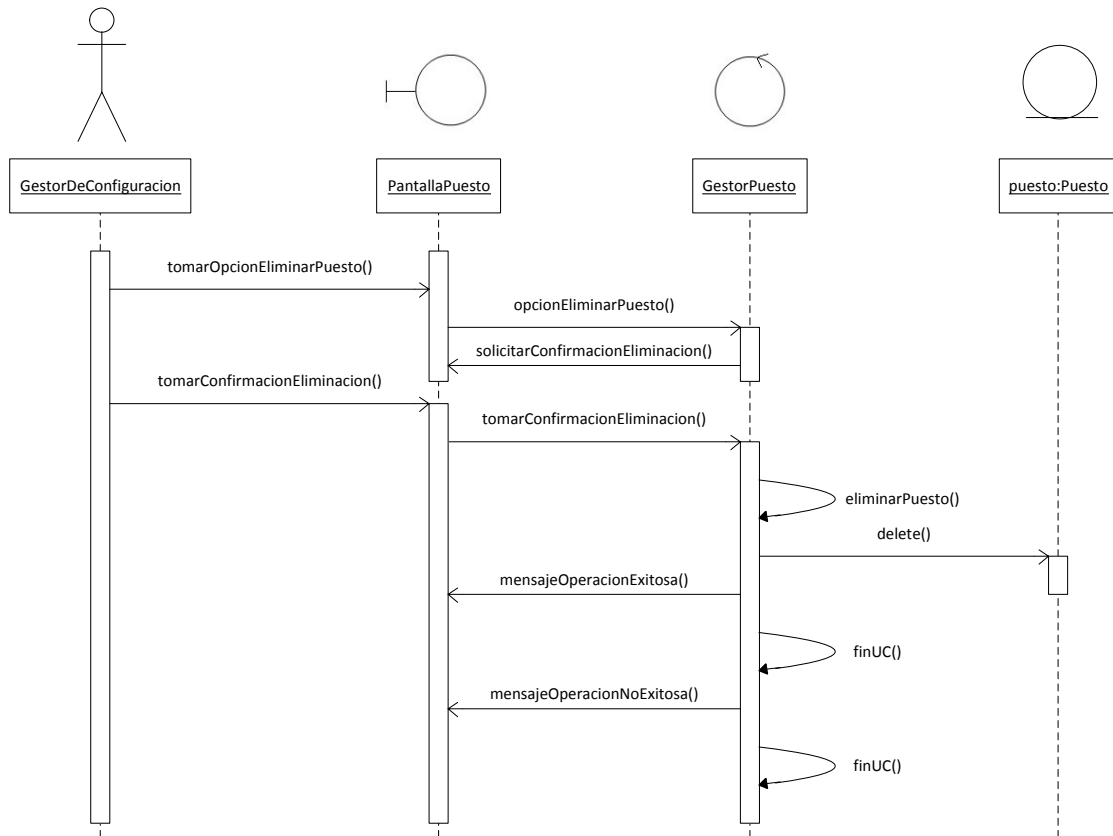 GestorDeConfiguracion
PantallaPuesto
GestorPuesto
puesto:Puesto
tomarOpcionEliminarPuesto()
opcionEliminarPuesto()
solicitarConfirmacionEliminacion()
tomarConfirmacionEliminacion()
tomarConfirmacionEliminacion()
eliminarPuesto()
delete()
mensajeOperacionExitosa()
finUC()
mensajeOperacionNoExitosa()
finUC()